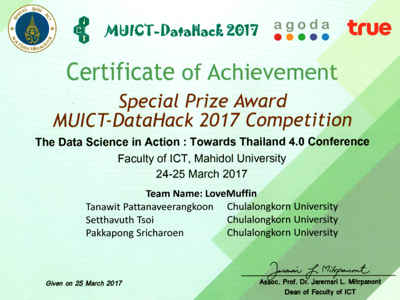 MUICT-DataHack 2017
agoda
true
Certificate of Achievement
Special Prize Award
MUICT-DataHack 2017 Competition
The Data Science in Action : Towards Thailand 4.0 Conference
Faculty of ICT, Mahidol University
24-25 March 2017
Team Name: LoveMuffin
Tanawit Pattanaveerangkoon Chulalongkorn University
Setthavuth Tsoi Chulalongkorn University
Pakkapong Sricharoen Chulalongkorn University
Given on 25 March 2017
Jaremsri L. Mitrpanont
Assoc. Prof. Dr. Jaremsri L. Mitrpanont
Dean of Faculty of ICT